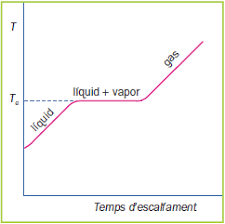 T
líquid + vapor
gas
Te
líquid
Temps d'escalfament